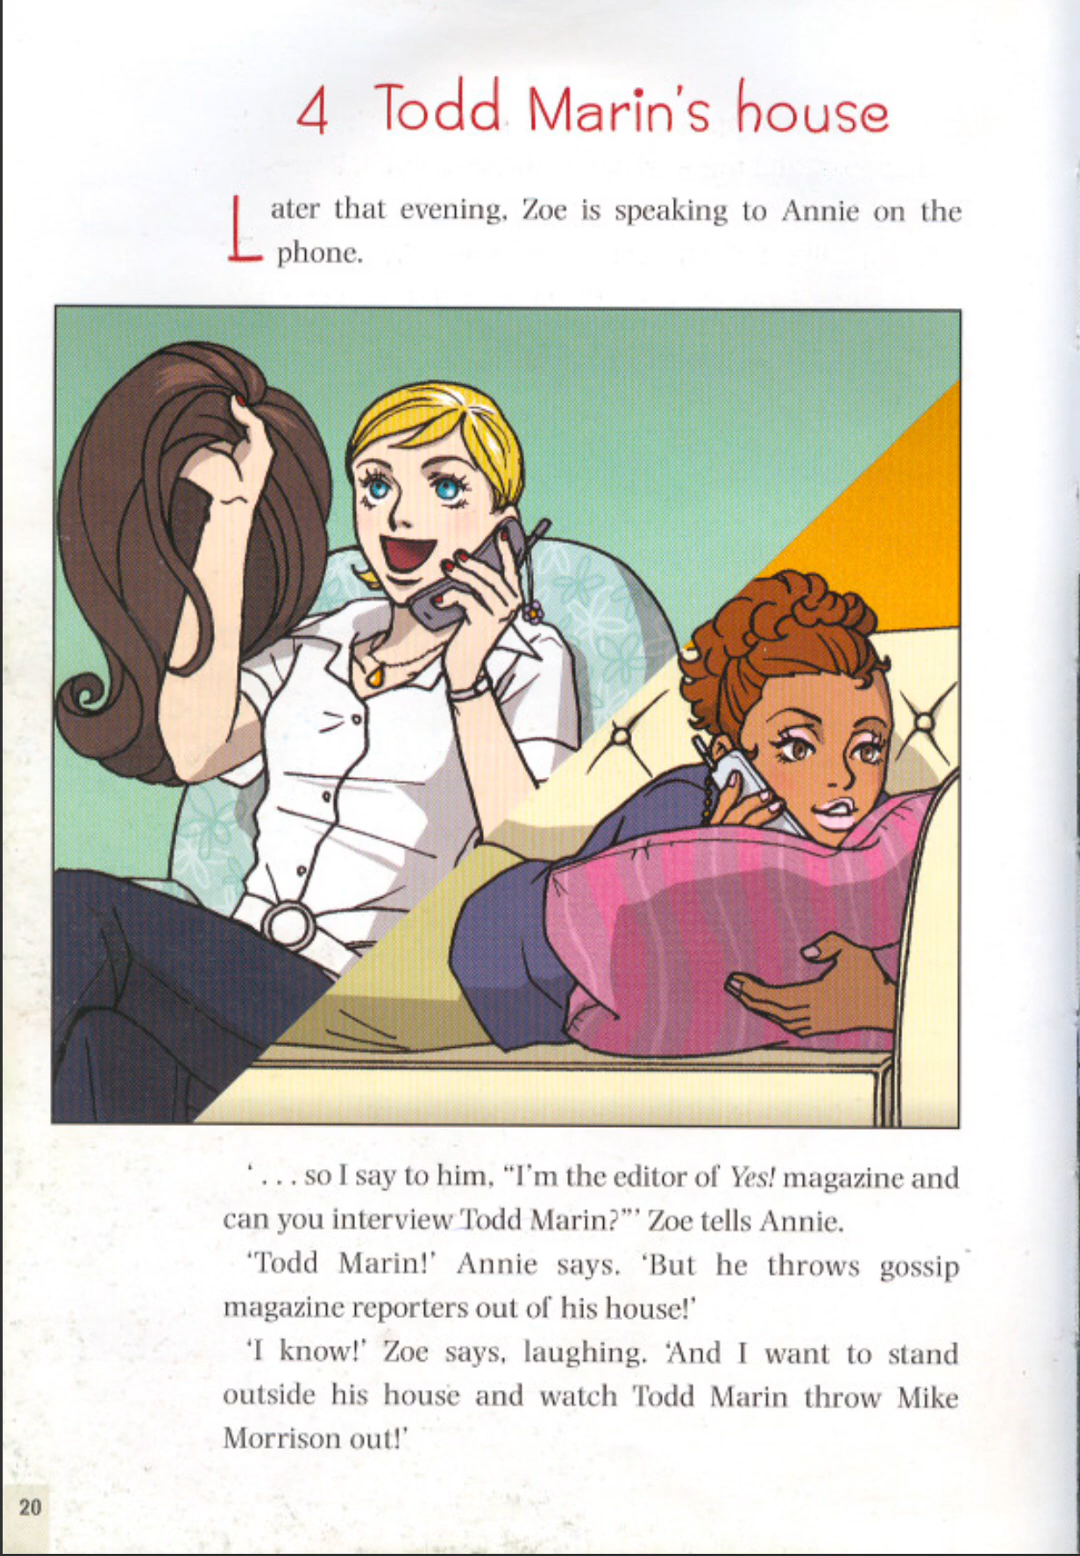 4 Todd Marin's house
Later that evening, Zoe is speaking to Annie on the
phone.
‘. . . so I say to him, “I’m the editor of Yes! magazine and
can you interview Todd Marin?”’ Zoe tells Annie.
‘Todd Marin!’ Annie says. ‘But he throws gossip
magazine reporters out of his house!’
‘I know!’ Zoe says, laughing. ‘And I want to stand
outside his house and watch Todd Marin throw Mike
Morrison out!’
20